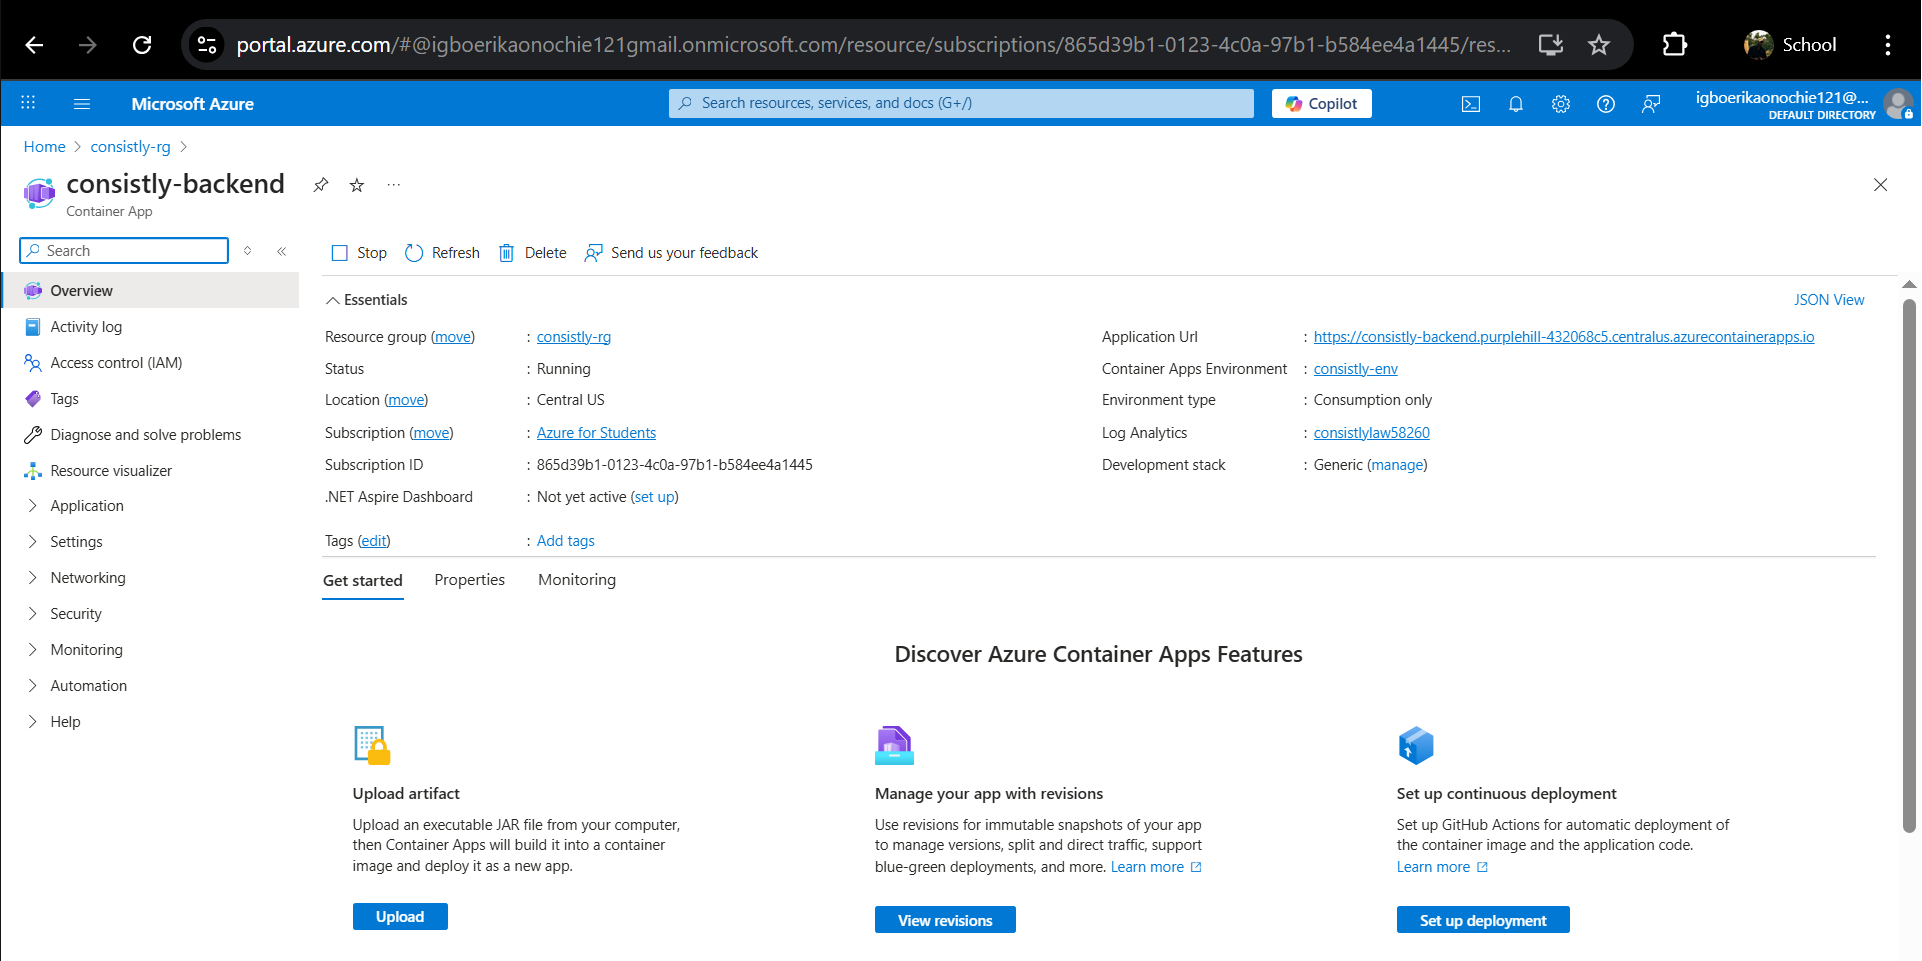 portal.azure.com/#@igboerikaonochie121gmail.onmicrosoft.com/resource/subscriptions/865d39b1-0123-4c0a-97b1-b584ee4a1445/res...
School
Microsoft Azure
Search resources, services, and docs (G+/)
Copilot
igboerikaonochie121@...
DEFAULT DIRECTORY
Home > consistly-rg >
consistly-backend
...
Container App
Search
Stop
Refresh
Delete
Send us your feedback
Overview
Activity log
Access control (IAM)
Tags
Diagnose and solve problems
Resource visualizer
Application
Settings
Networking
Security
Monitoring
Automation
Help
Essentials
JSON View
Resource group (move) : consistly-rg
Status : Running
Location (move) : Central US
Subscription (move) : Azure for Students
Subscription ID : 865d39b1-0123-4c0a-97b1-b584ee4a1445
.NET Aspire Dashboard : Not yet active (set up)
Tags (edit) : Add tags
Application Url : https://consistly-backend.purplehill-432068c5.centralus.azurecontainerapps.io
Container Apps Environment : consistly-env
Environment type : Consumption only
Log Analytics : consistlylaw58260
Development stack : Generic (manage)
Get started
Properties
Monitoring
Discover Azure Container Apps Features
Upload artifact
Upload an executable JAR file from your computer,
then Container Apps will build it into a container
image and deploy it as a new app.
Upload
Manage your app with revisions
Use revisions for immutable snapshots of your app
to manage versions, split and direct traffic, support
blue-green deployments, and more. Learn more
View revisions
Set up continuous deployment
Set up GitHub Actions for automatic deployment of
the container image and the application code.
Learn more
Set up deployment